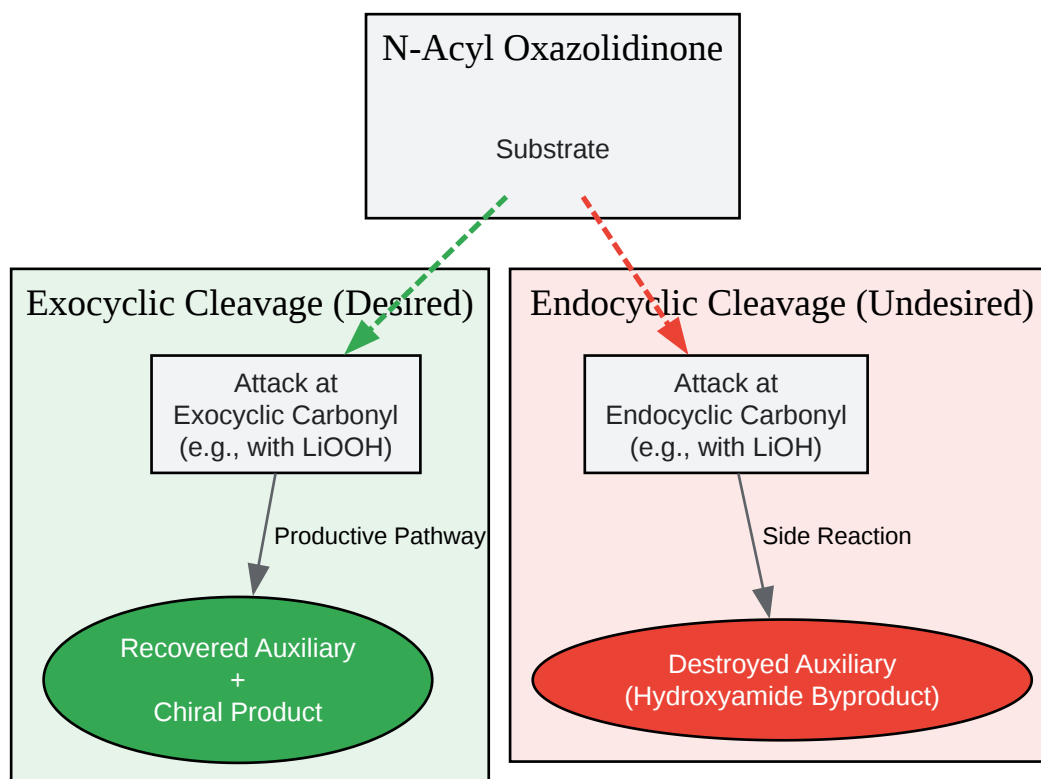 N-Acyl Oxazolidinone
Substrate
Exocyclic Cleavage (Desired)
Attack at
Exocyclic Carbonyl
(e.g., with LiOOH)
Productive Pathway
Recovered Auxiliary
+
Chiral Product
Endocyclic Cleavage (Undesired)
Attack at
Endocyclic Carbonyl
(e.g., with LiOH)
Side Reaction
Destroyed Auxiliary
(Hydroxyamide Byproduct)